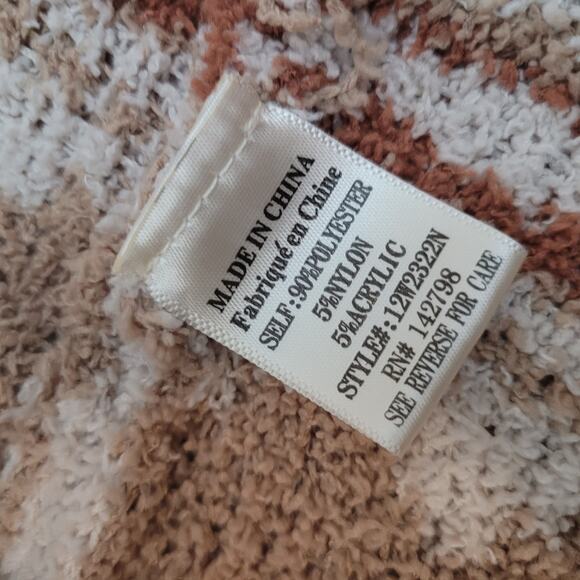 MADE IN CHINA
Fabriqué en Chine
SELF:90%POLYESTER
5%NYLON
5%ACRYLIC
STYLE#:12W2322N
RN# 142798
SEE REVERSE FOR CARE